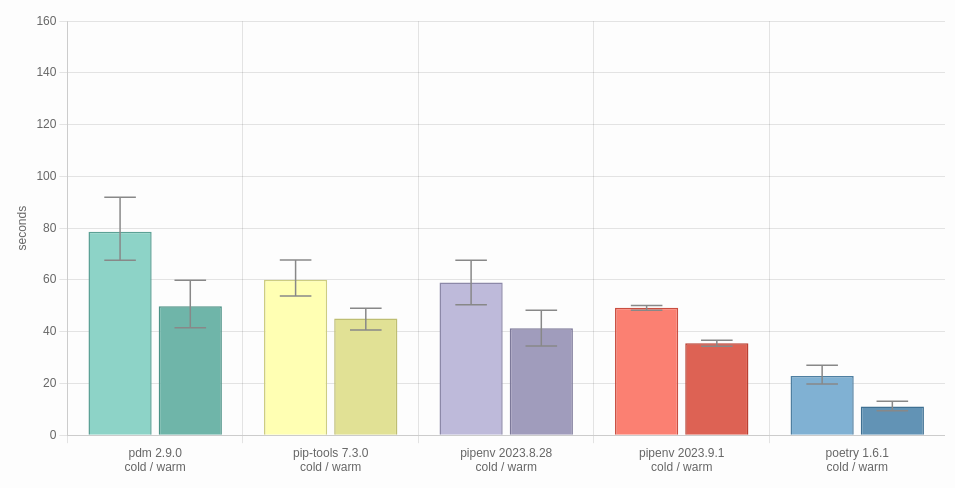 160
140
120
100
80
60
40
20
0
seconds
pdm 2.9.0
cold / warm
pip-tools 7.3.0
cold / warm
pipenv 2023.8.28
cold / warm
pipenv 2023.9.1
cold / warm
poetry 1.6.1
cold / warm